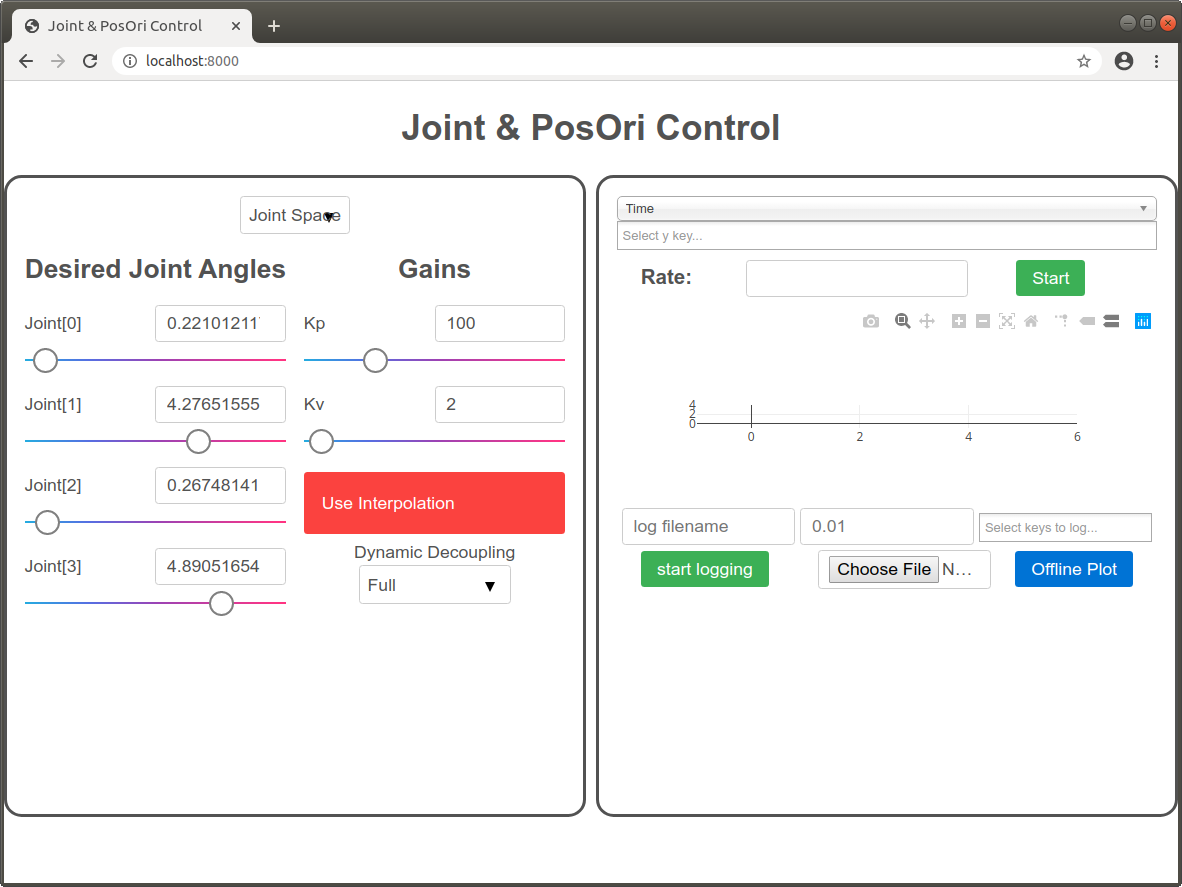 Joint & PosOri Control
localhost:8000
Joint & PosOri Control
Joint Space
Desired Joint Angles
Gains
Joint[0]
0.22101211
Kp
100
Joint[1]
4.27651555
Kv
2
Joint[2]
0.26748141
Use Interpolation
Joint[3]
4.89051654
Dynamic Decoupling
Full
Time
Select y key...
Rate:
Start
4
2
0
0 2 4 6
log filename
0.01
Select keys to log...
start logging
Choose File N...
Offline Plot